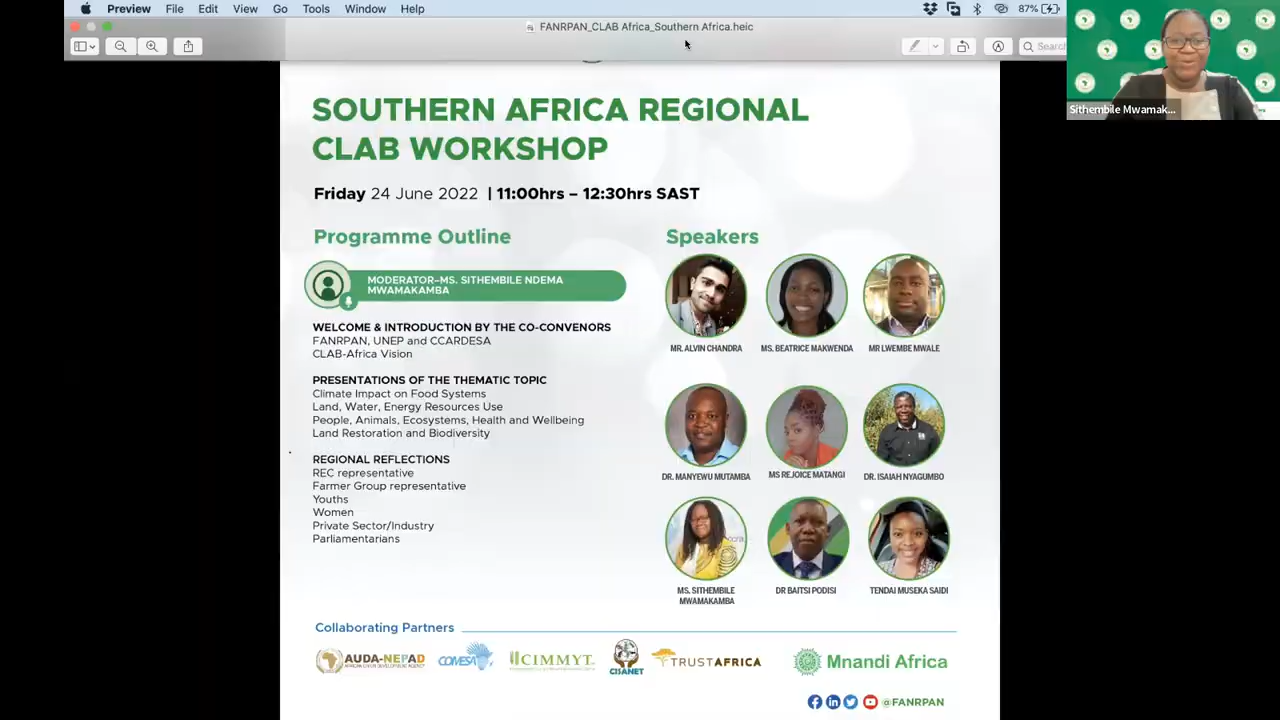 Preview File Edit View Go Tools Window Help
87%
FANRPAN_CLAB Africa_Southern Africa.heic
Search
Sithembile Mwamak...
SOUTHERN AFRICA REGIONAL
CLAB WORKSHOP
Friday 24 June 2022 | 11:00hrs – 12:30hrs SAST
Programme Outline
MODERATOR–MS. SITHEMBILE NDEMA
MWAMAKAMBA
WELCOME & INTRODUCTION BY THE CO-CONVENORS
FANRPAN, UNEP and CCARDESA
CLAB-Africa Vision
PRESENTATIONS OF THE THEMATIC TOPIC
Climate Impact on Food Systems
Land, Water, Energy Resources Use
People, Animals, Ecosystems, Health and Wellbeing
Land Restoration and Biodiversity
REGIONAL REFLECTIONS
REC representative
Farmer Group representative
Youths
Women
Private Sector/Industry
Parliamentarians
Speakers
MR. ALVIN CHANDRA
MS. BEATRICE MAKWENDA
MR LWEMBE MWALE
DR. MANYEWU MUTAMBA
MS REJOICE MATANGI
DR. ISAIAH NYAGUMBO
MS. SITHEMBILE
MWAMAKAMBA
DR BAITSI PODISI
TENDAI MUSEKA SAIDI
Collaborating Partners
AUDA-NEPAD
AFRICAN UNION DEVELOPMENT AGENCY
COMESA
CIMMYT
CISANET
TRUSTAFRICA
Mnandi Africa
@FANRPAN